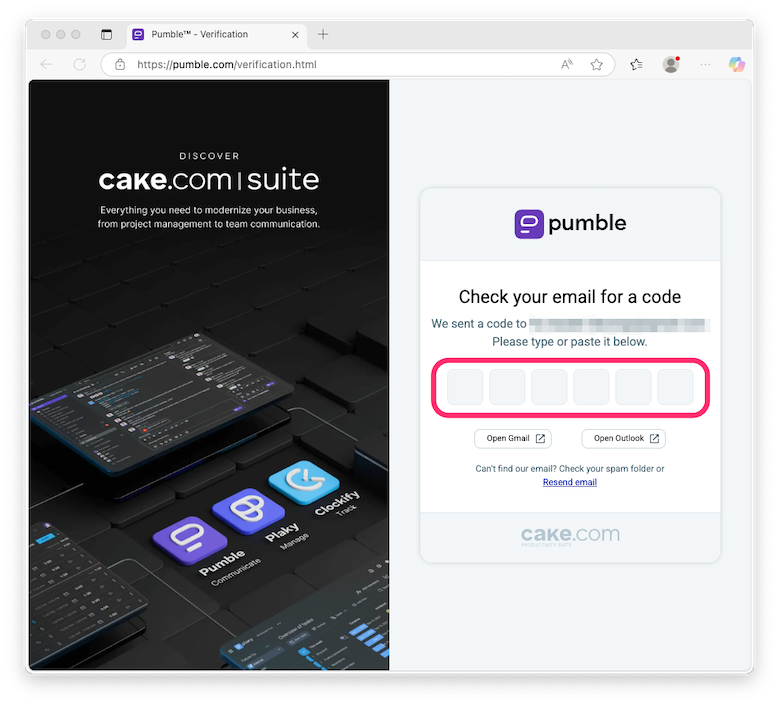 Pumble™ - Verification
https://pumble.com/verification.html
DISCOVER
cake.com | suite
Everything you need to modernize your business,
from project management to team communication.
Pumble
Communicate
Plaky
Manage
Clockify
Track
pumble
Check your email for a code
We sent a code to
Please type or paste it below.
Open Gmail
Open Outlook
Can't find our email? Check your spam folder or
Resend email
cake.com
PRODUCTIVITY SUITE